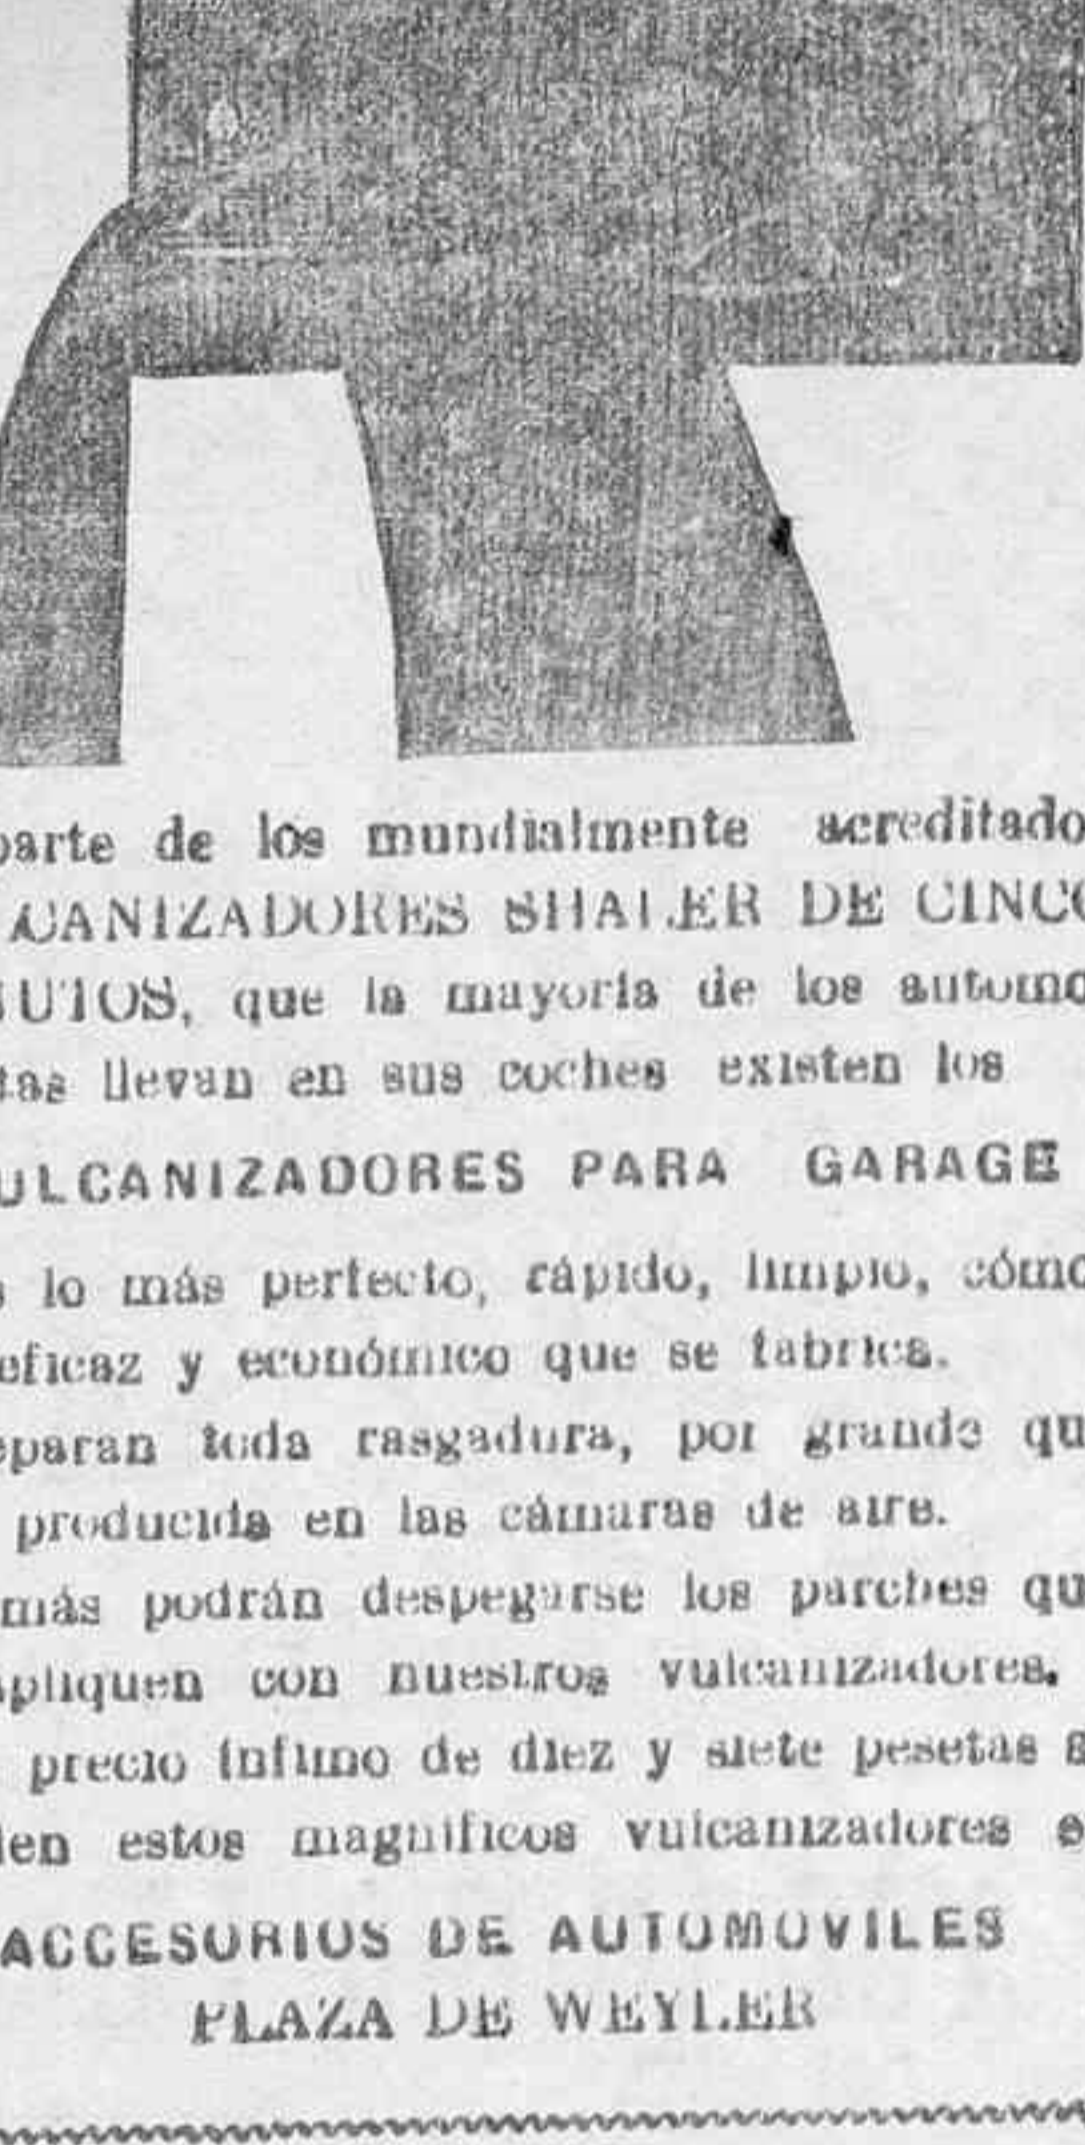 parte de los mundialmente acreditado
CANIZADORES SHALER DE CINCO
UTOS, que la mayoría de los automo
tas llevan en sus coches existen los
ULCANIZADORES PARA GARAGE
s lo más perfecto, rápido, limpio, cómo
eficaz y económico que se fabrica.
eparan toda rasgadura, por grande qu
producida en las cámaras de aire.
más podrán despegarse los parches qu
pliquen con nuestros vulcanizadores.
precio ínfimo de diez y siete pesetas s
den estos magníficos vulcanizadores e
ACCESORIOS DE AUTOMOVILES
PLAZA DE WEYLER